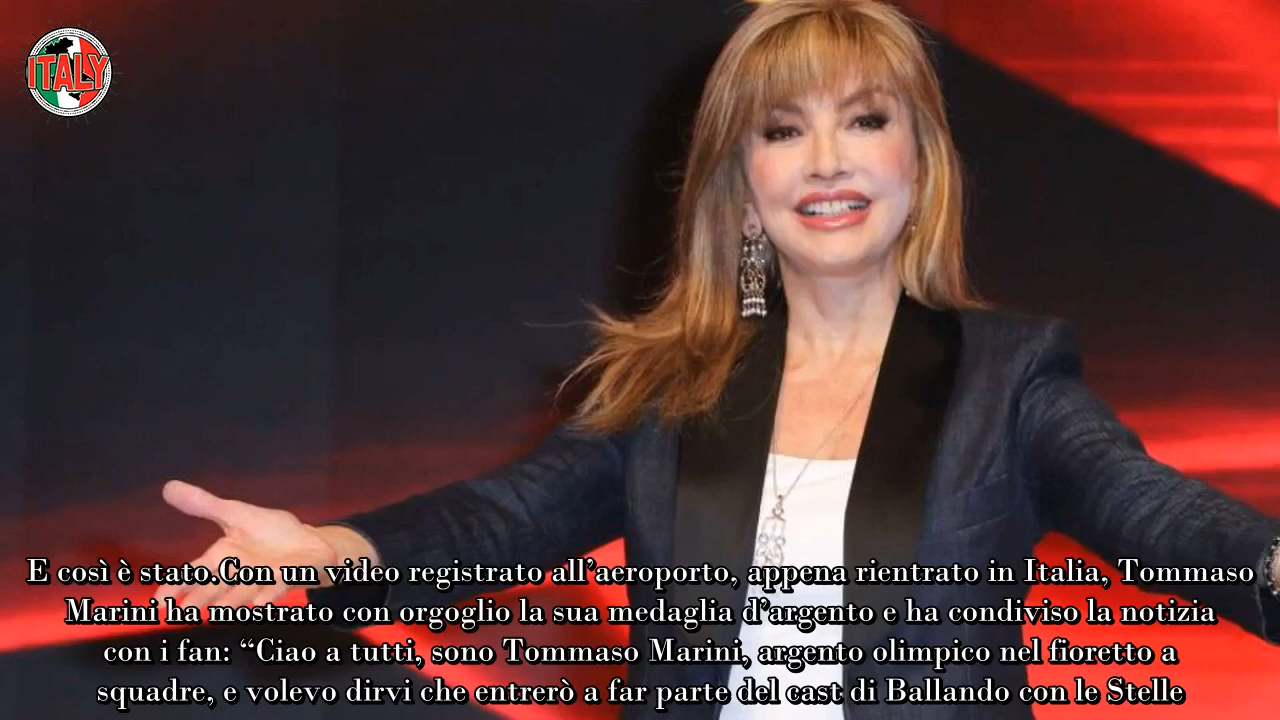 ITALY
E così è stato.Con un video registrato all’aeroporto, appena rientrato in Italia, Tommaso
Marini ha mostrato con orgoglio la sua medaglia d’argento e ha condiviso la notizia
con i fan: “Ciao a tutti, sono Tommaso Marini, argento olimpico nel fioretto a
squadre, e volevo dirvi che entrerò a far parte del cast di Ballando con le Stelle